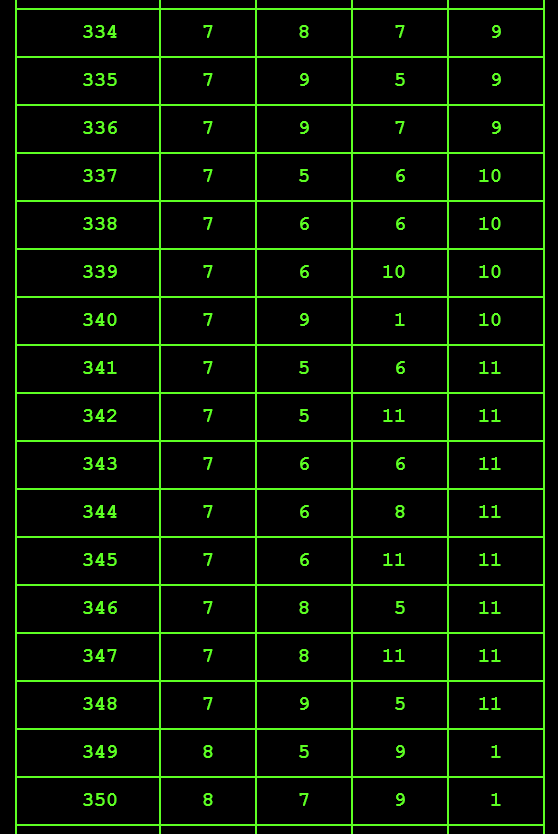 334 7 8 7 9
335 7 9 5 9
336 7 9 7 9
337 7 5 6 10
338 7 6 6 10
339 7 6 10 10
340 7 9 1 10
341 7 5 6 11
342 7 5 11 11
343 7 6 6 11
344 7 6 8 11
345 7 6 11 11
346 7 8 5 11
347 7 8 11 11
348 7 9 5 11
349 8 5 9 1
350 8 7 9 1